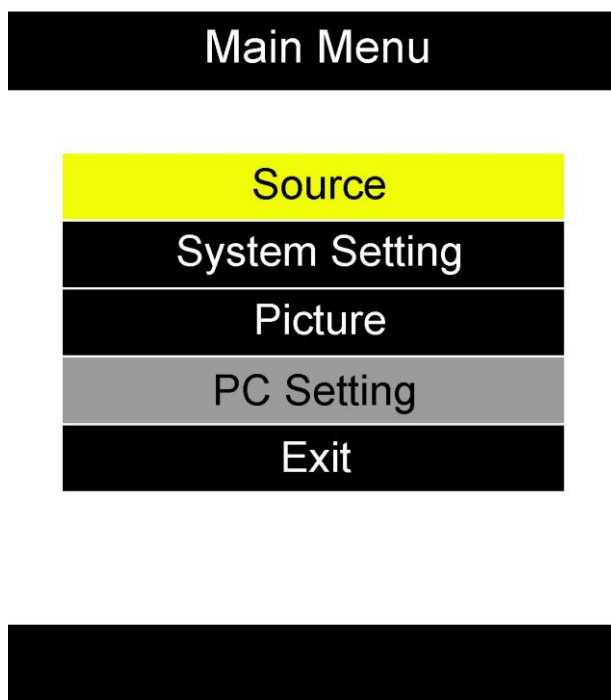 Main Menu
Source
System Setting
Picture
PC Setting
Exit